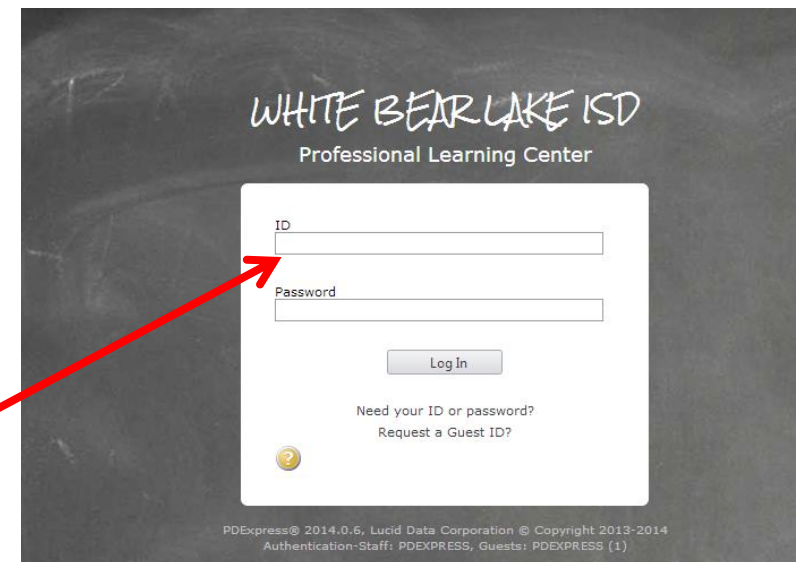 WHITE BEAR LAKE ISD
Professional Learning Center
ID
Password
Log In
Need your ID or password?
Request a Guest ID?
?
PDExpress® 2014.0.6, Lucid Data Corporation © Copyright 2013-2014
Authentication-Staff: PDEXPRESS, Guests: PDEXPRESS (1)